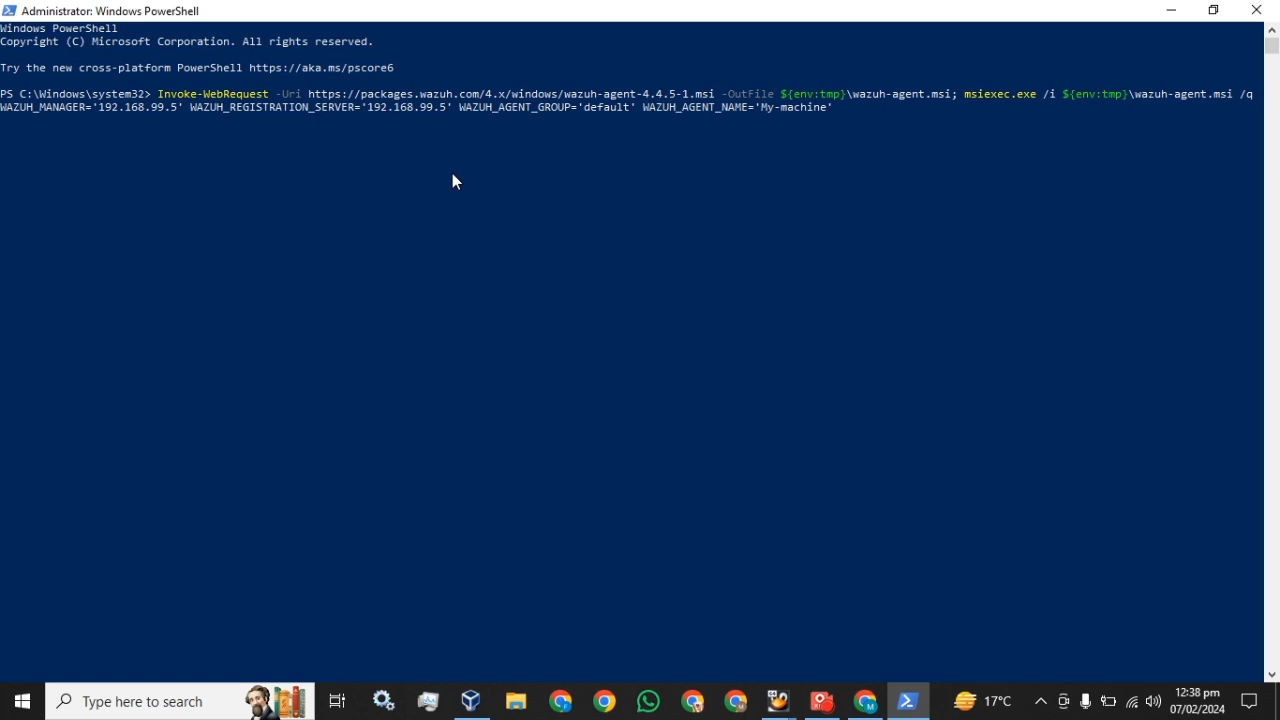 Administrator: Windows PowerShell
Windows PowerShell
Copyright (C) Microsoft Corporation. All rights reserved.
Try the new cross-platform PowerShell https://aka.ms/pscore6
PS C:\Windows\system32> Invoke-WebRequest -Uri https://packages.wazuh.com/4.x/windows/wazuh-agent-4.4.5-1.msi -OutFile ${env:tmp}\wazuh-agent.msi; msiexec.exe /i ${env:tmp}\wazuh-agent.msi /q
WAZUH_MANAGER='192.168.99.5' WAZUH_REGISTRATION_SERVER='192.168.99.5' WAZUH_AGENT_GROUP='default' WAZUH_AGENT_NAME='My-machine'
Type here to search
17°C
12:38 pm
07/02/2024